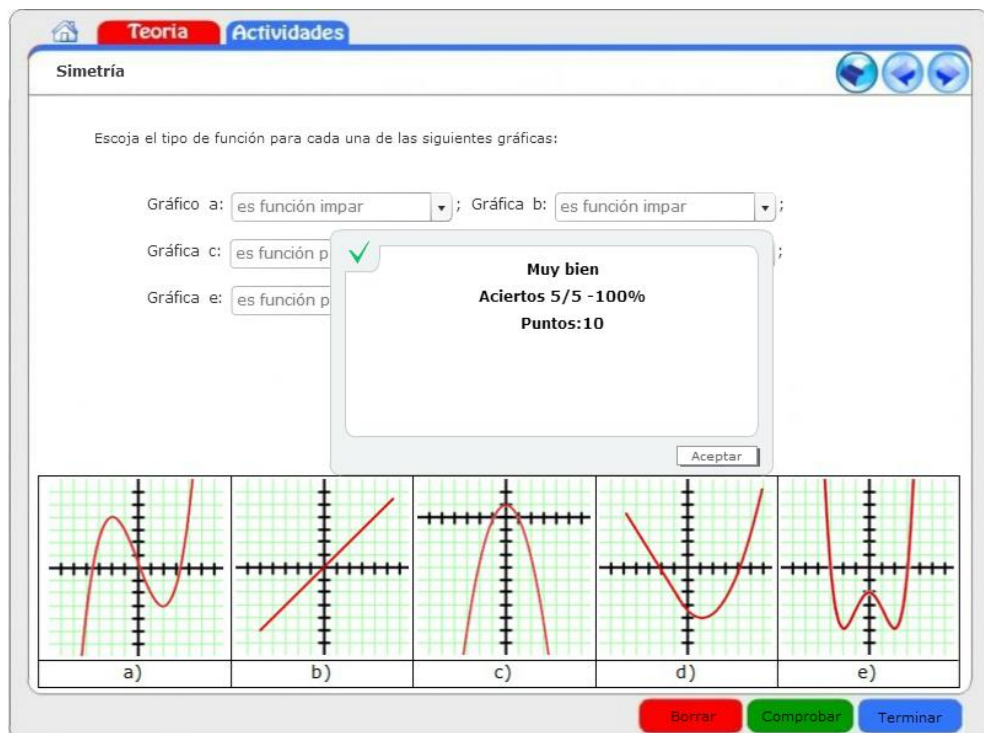 Teoria Actividades
Simetría
Escoja el tipo de función para cada una de las siguientes gráficas:
Gráfico a: es función impar ; Gráfica b: es función impar ;
Gráfica c: es función p ;
Gráfica e: es función p
Muy bien
Aciertos 5/5 -100%
Puntos:10
Aceptar
a) b) c) d) e)
Borrar Comprobar Terminar